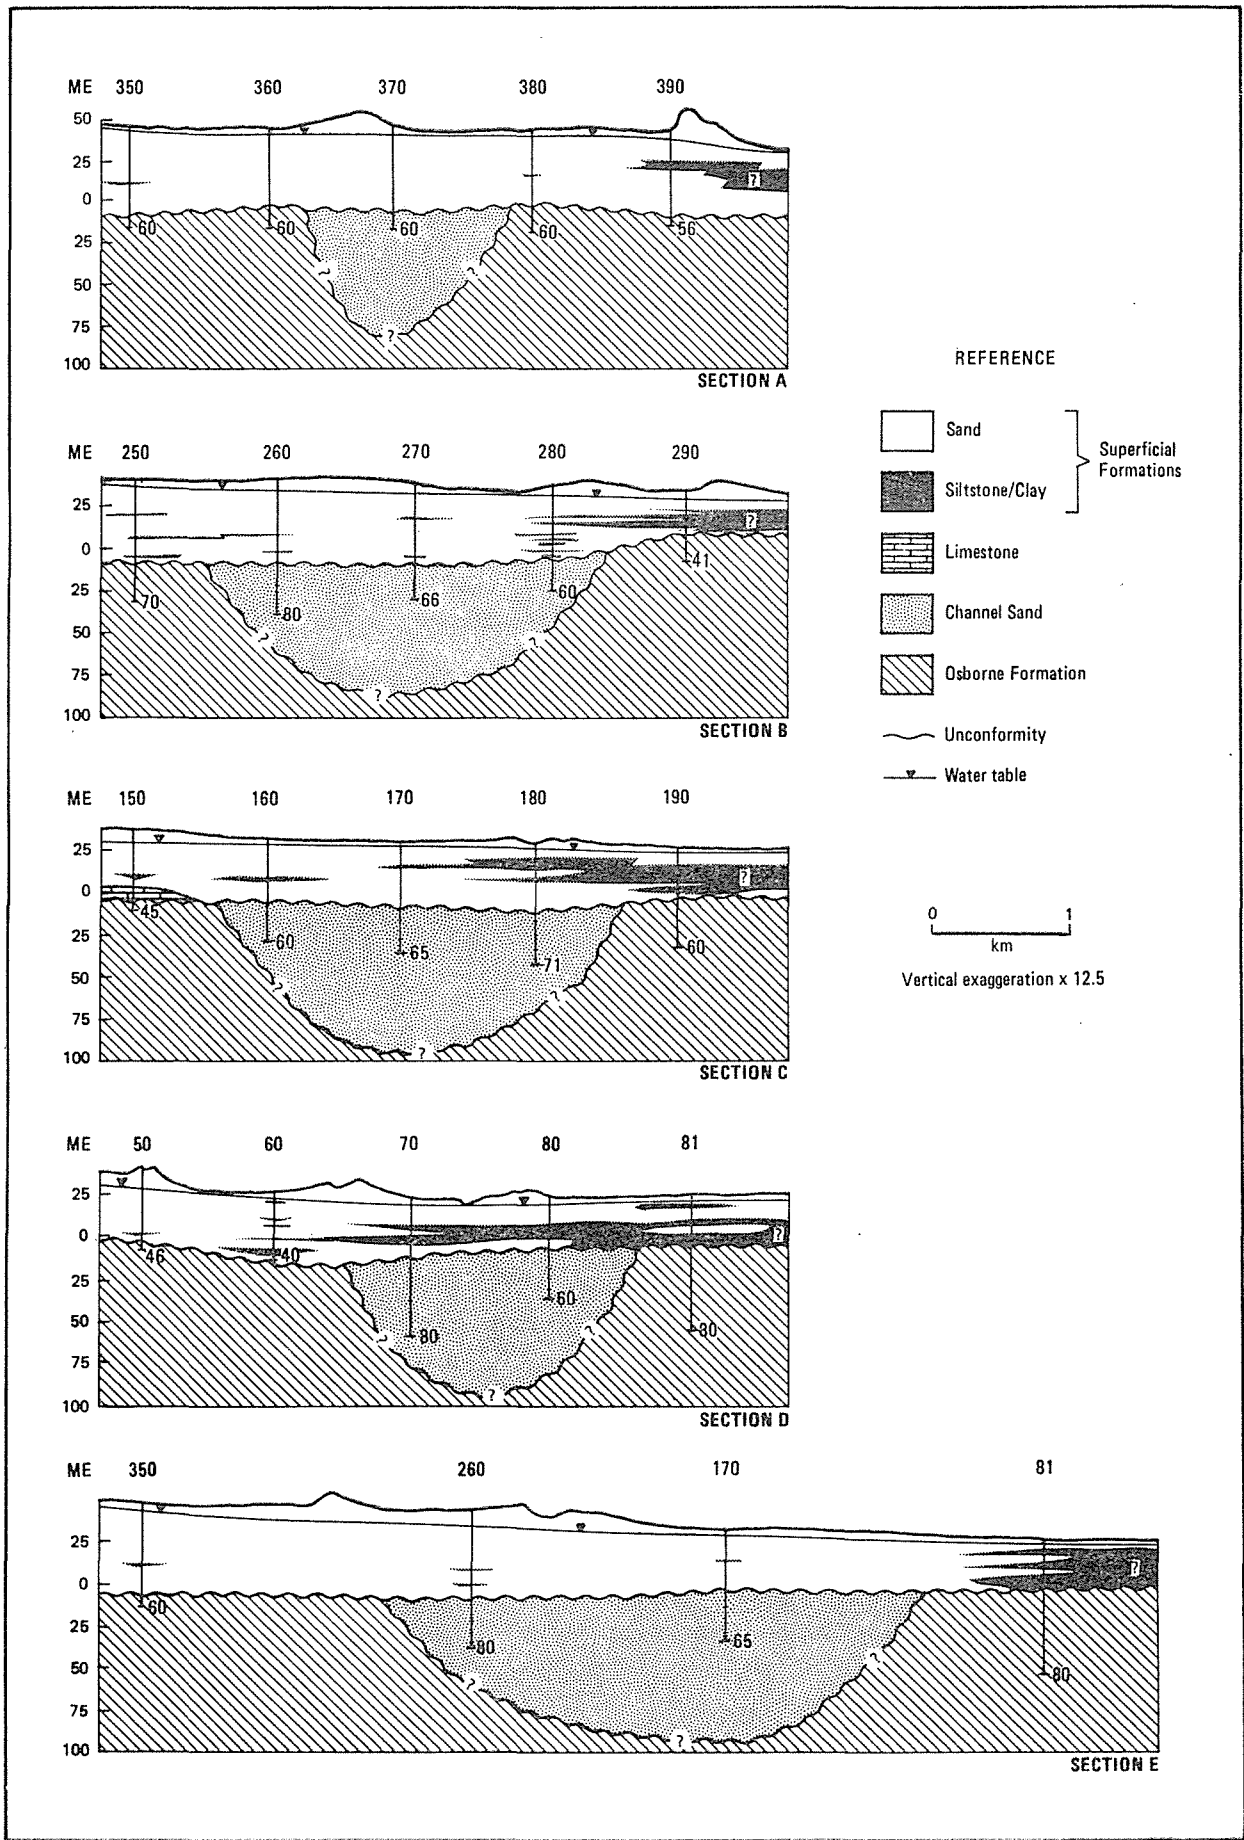 ME 350 360 370 380 390
50
25
0
25
50
75
100
60 60 60 60 56
?
? ?
?
SECTION A
REFERENCE
Sand
Siltstone/Clay
Superficial
Formations
Limestone
Channel Sand
Osborne Formation
Unconformity
Water table
0 1
km
Vertical exaggeration x 12.5
ME 250 260 270 280 290
25
0
25
50
75
100
70 80 66 60 41
?
? ?
?
SECTION B
ME 150 160 170 180 190
25
0
25
50
75
100
45 60 65 71 60
?
? ?
?
SECTION C
ME 50 60 70 80 81
25
0
25
50
75
100
46 40 80 60 80
?
? ?
?
SECTION D
ME 350 260 170 81
25
0
25
50
75
100
60 80 65 80
?
? ?
?
SECTION E